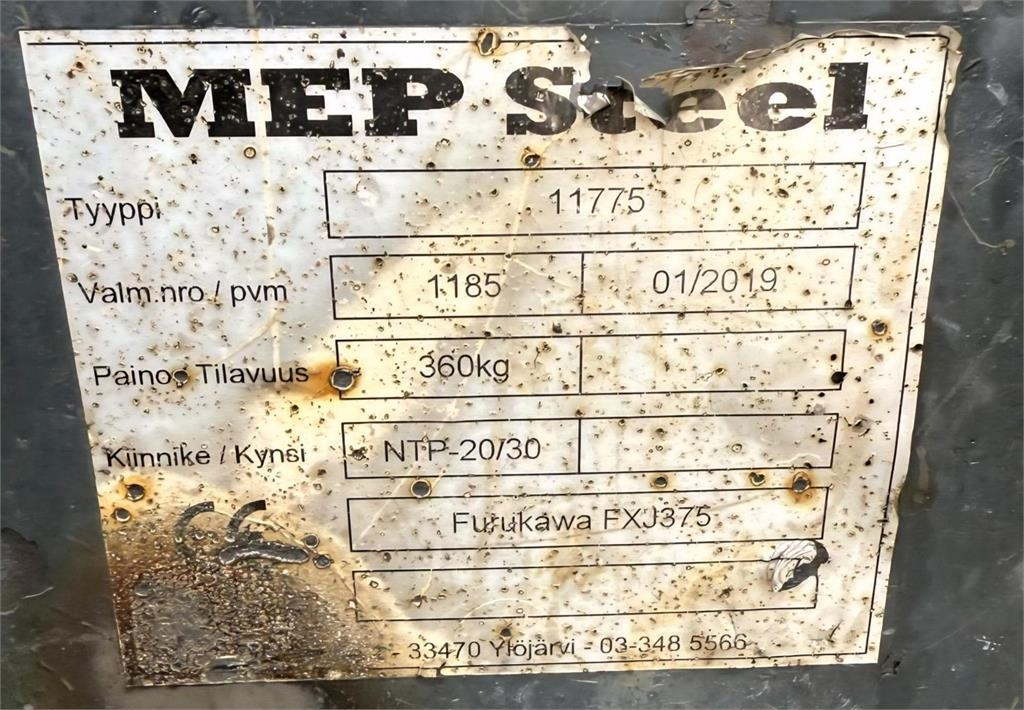 MEP Steel
Tyyppi 11775
Valm.nro / pvm 1185 01/2019
Paino / Tilavuus 360kg
Kiinnike / Kynsi NTP-20/30
Furukawa FXJ375
33470 Ylöjärvi - 03-348 5566